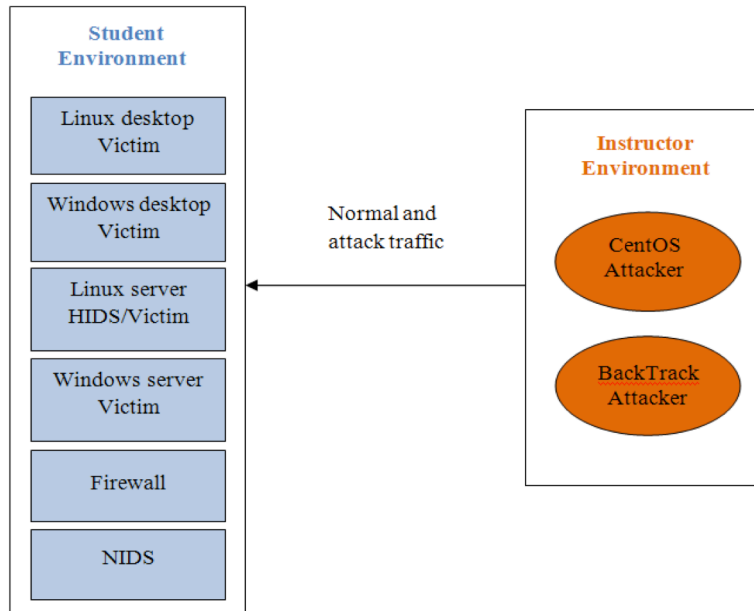 Student
Environment
Linux desktop
Victim
Windows desktop
Victim
Linux server
HIDS/Victim
Windows server
Victim
Firewall
NIDS
Normal and
attack traffic
Instructor
Environment
CentOS
Attacker
BackTrack
Attacker